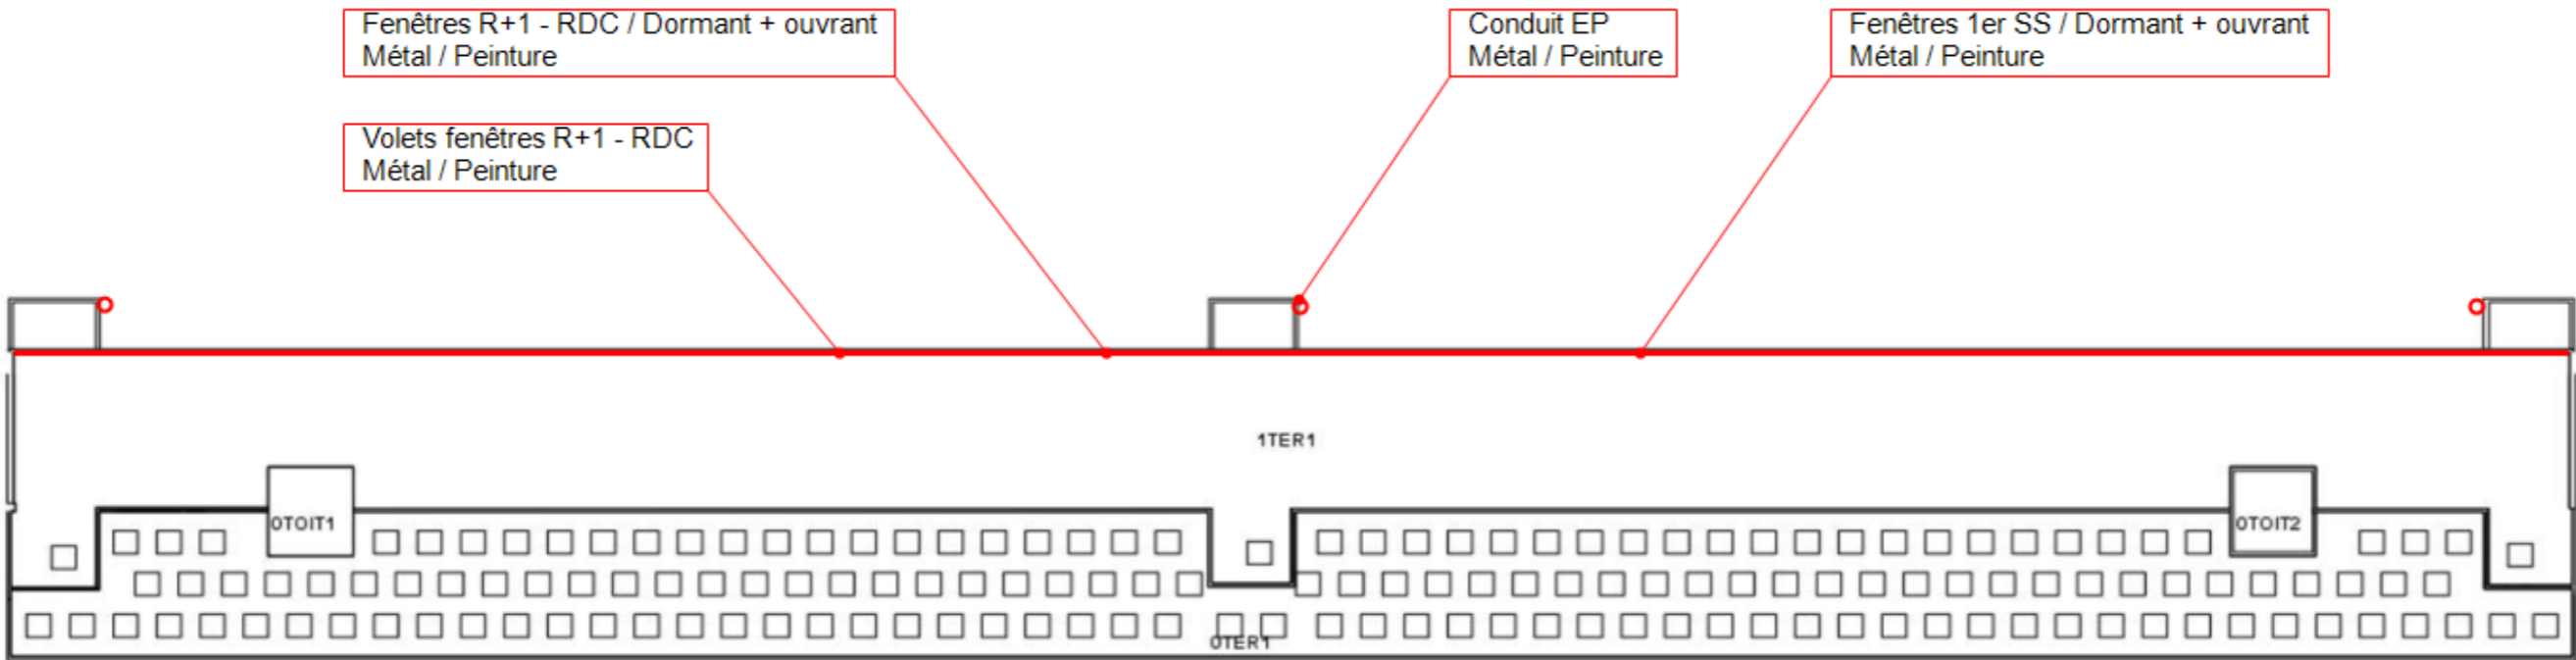 Fenêtres R+1 - RDC / Dormant + ouvrant
Métal / Peinture
Conduit EP
Métal / Peinture
Fenêtres 1er SS / Dormant + ouvrant
Métal / Peinture
Volets fenêtres R+1 - RDC
Métal / Peinture
1TER1
0TOIT1
0TOIT2
0TER1